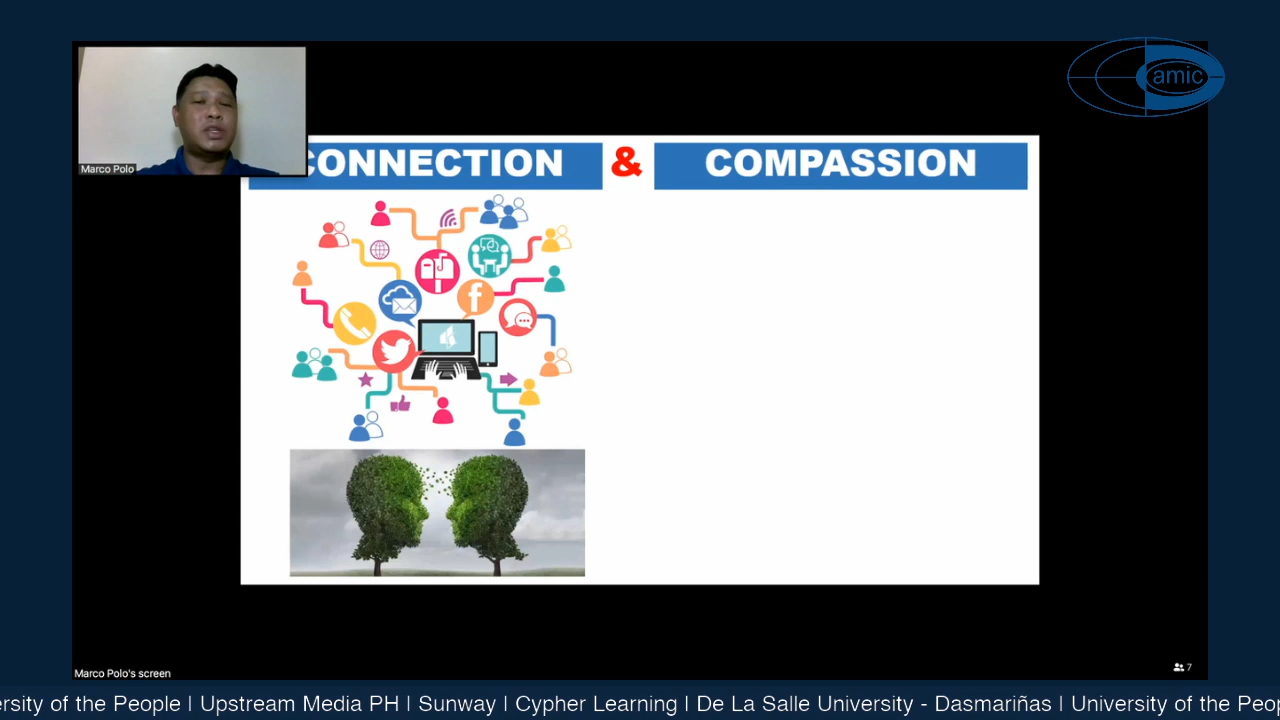 amic
Marco Polo
CONNECTION & COMPASSION
f
Marco Polo's screen
7
ersity of the People | Upstream Media PH | Sunway | Cypher Learning | De La Salle University - Dasmariñas | University of the Peop